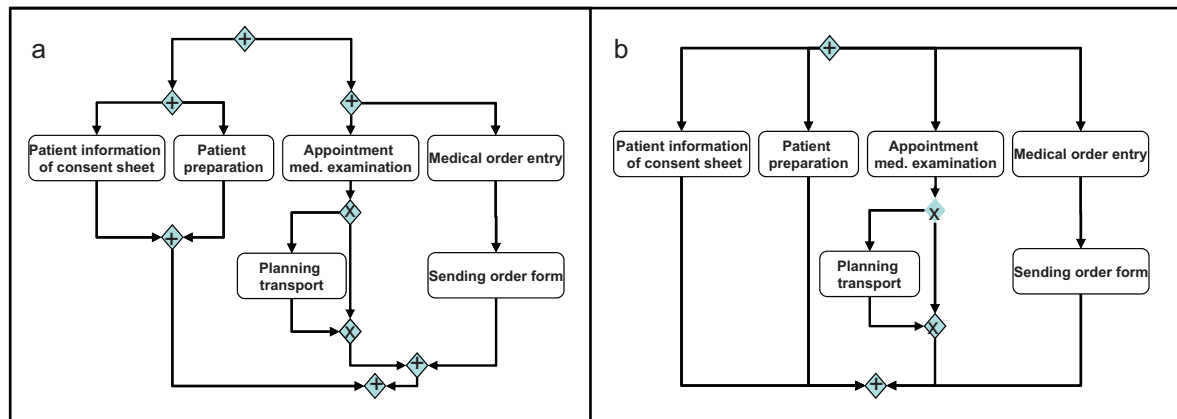 a
+
+
+
Patient information
of consent sheet
Patient
preparation
Appointment
med. examination
Medical order entry
+
X
Planning
transport
Sending order form
X
+
+
b
+
Patient information
of consent sheet
Patient
preparation
Appointment
med. examination
Medical order entry
X
Planning
transport
Sending order form
X
+